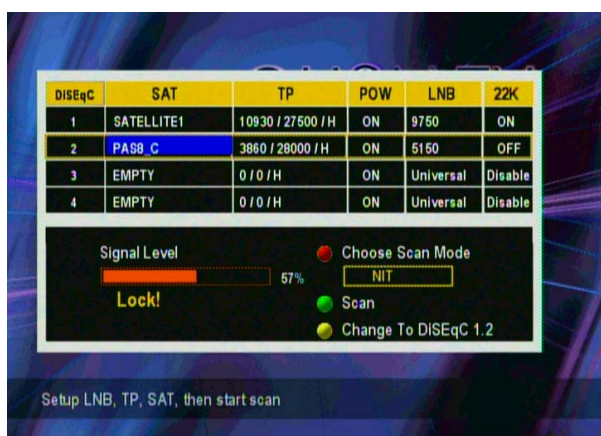 DiSEqC SAT TP POW LNB 22K
1 SATELLITE1 10930 / 27500 / H ON 9750 ON
2 PAS8_C 3860 / 28000 / H ON 5150 OFF
3 EMPTY 0 / 0 / H ON Universal Disable
4 EMPTY 0 / 0 / H ON Universal Disable
Signal Level
57%
Lock!
Choose Scan Mode
NIT
Scan
Change To DiSEqC 1.2
Setup LNB, TP, SAT, then start scan